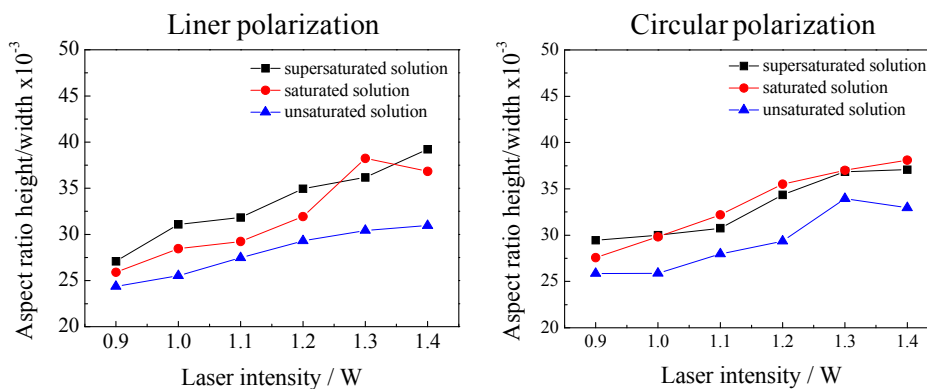 Liner polarization
50
45
40
35
30
25
20
Aspect ratio height/width x10-3
supersaturated solution
saturated solution
unsaturated solution
0.9 1.0 1.1 1.2 1.3 1.4
Laser intensity / W
Circular polarization
50
45
40
35
30
25
20
Aspect ratio height/width x10-3
supersaturated solution
saturated solution
unsaturated solution
0.9 1.0 1.1 1.2 1.3 1.4
Laser intensity / W